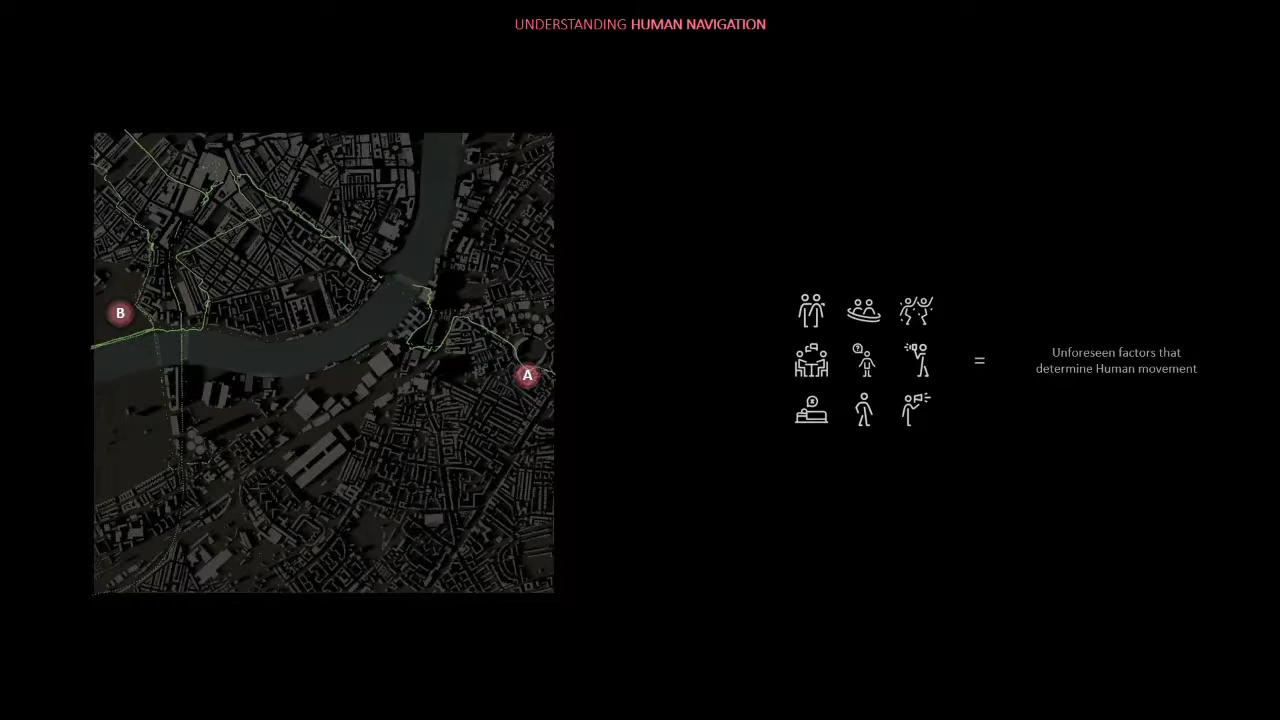 UNDERSTANDING HUMAN NAVIGATION
B
A
?
=
Unforeseen factors that
determine Human movement